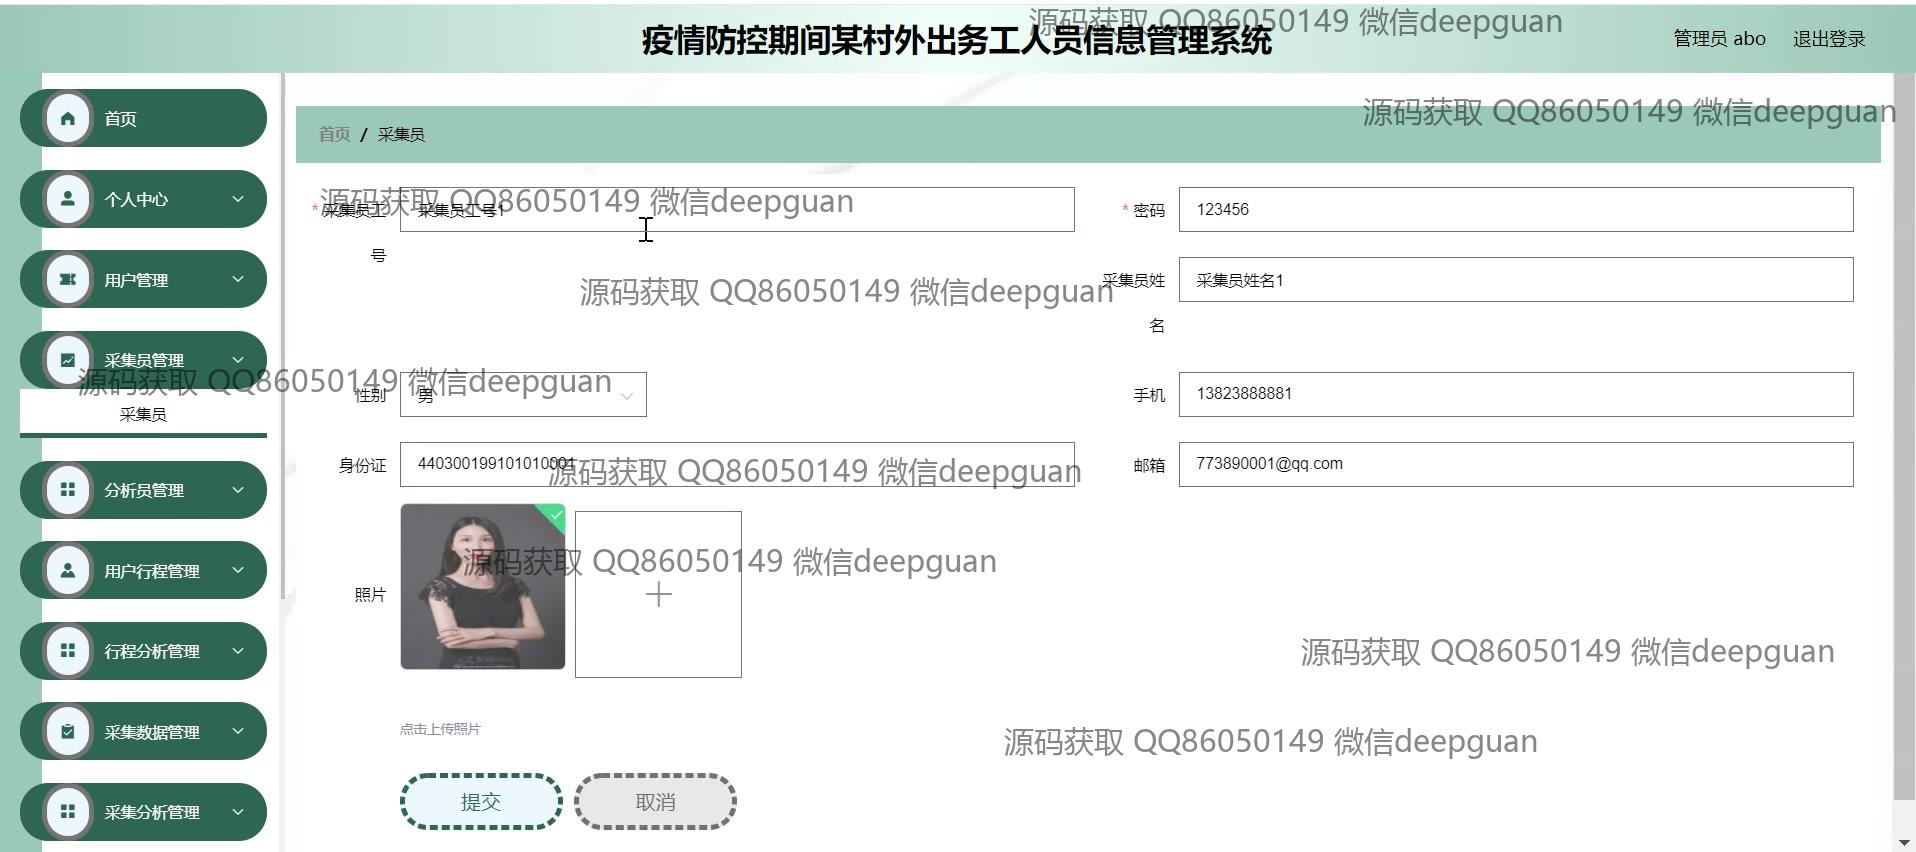 源码获取 QQ86050149 微信deepguan
疫情防控期间某村外出务工人员信息管理系统
管理员 abo
退出登录
首页
源码获取 QQ86050149 微信deepguan
首页 / 采集员
个人中心
源码获取 QQ86050149 微信deepguan
* 采集员工号
采集员工号1
* 密码
123456
用户管理
源码获取 QQ86050149 微信deepguan
采集员姓名
采集员姓名1
采集员管理
源码获取 QQ86050149 微信deepguan
采集员
性别
男
手机
13823888881
身份证
440300199101010001
源码获取 QQ86050149 微信deepguan
邮箱
773890001@qq.com
分析员管理
用户行程管理
源码获取 QQ86050149 微信deepguan
照片
行程分析管理
源码获取 QQ86050149 微信deepguan
采集数据管理
点击上传照片
源码获取 QQ86050149 微信deepguan
采集分析管理
提交
取消